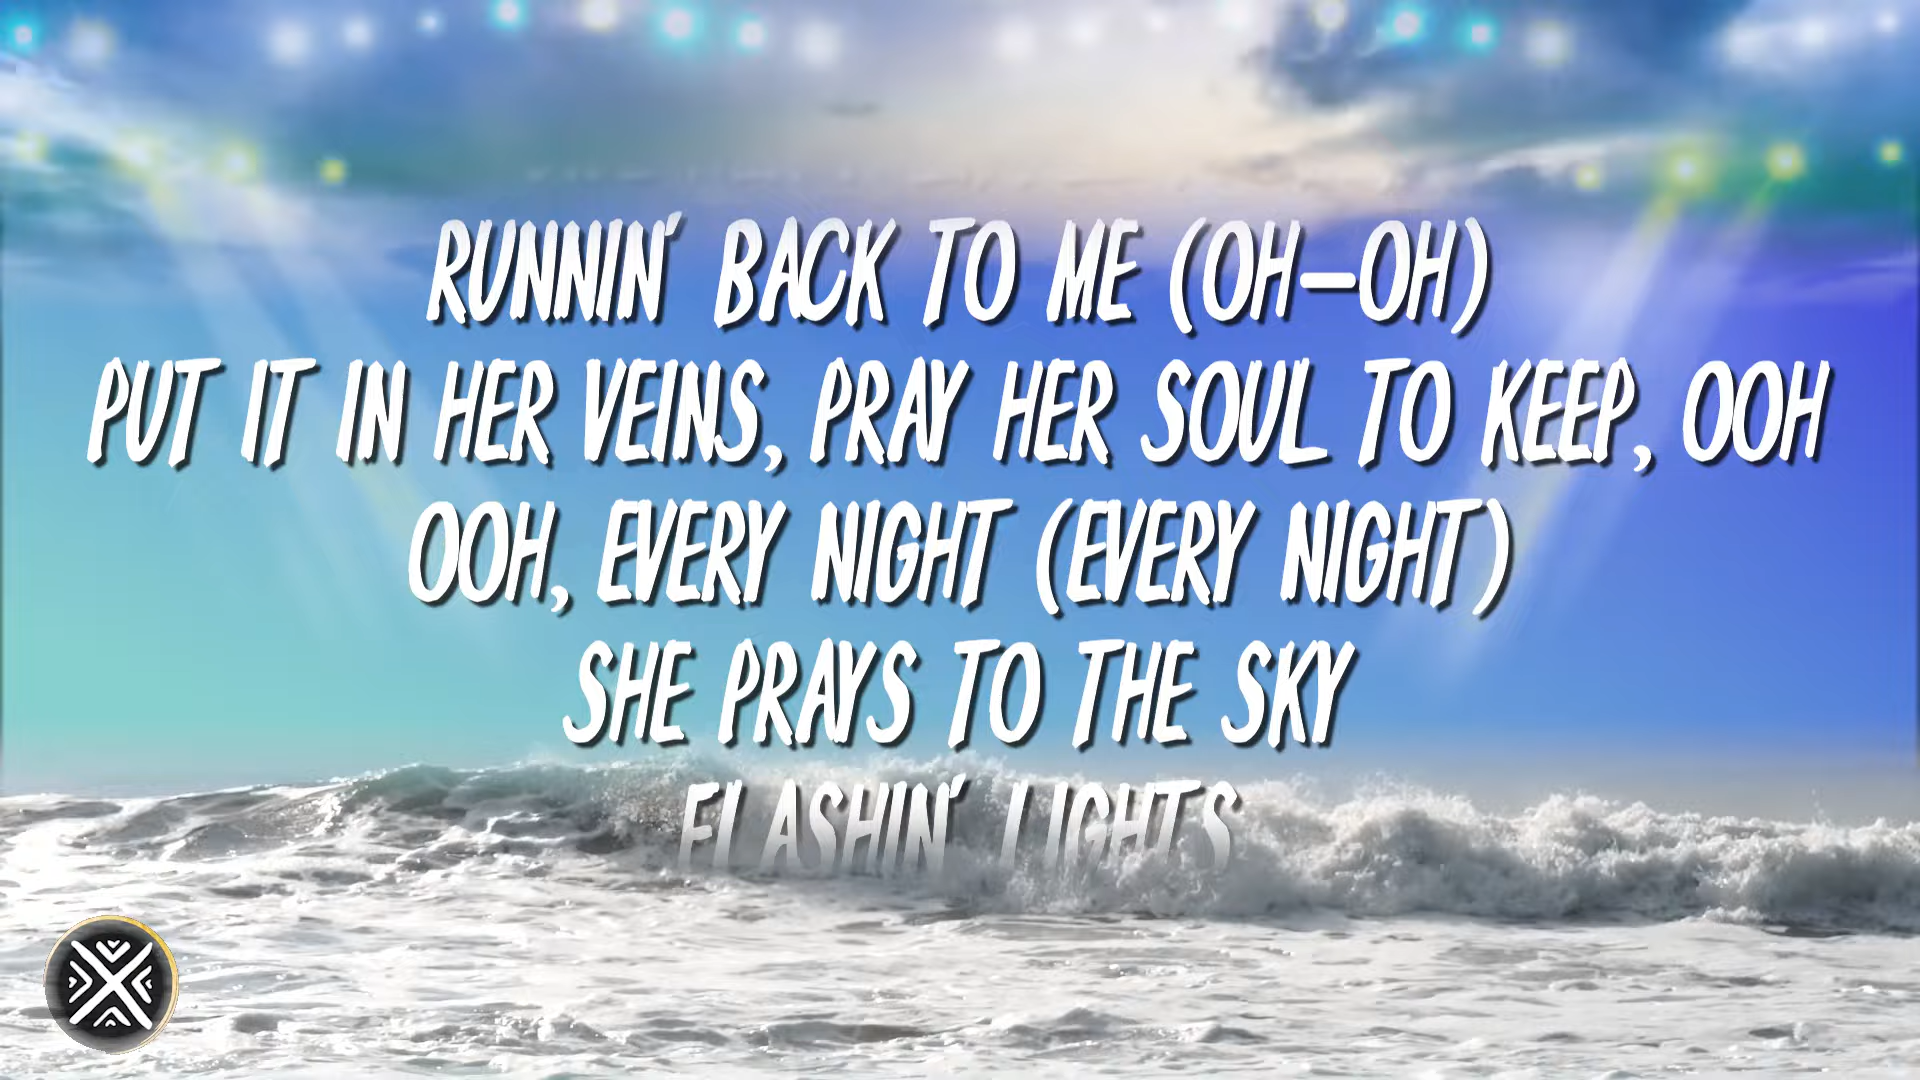 RUNNIN' BACK TO ME (OH-OH)
PUT IT IN HER VEINS, PRAY HER SOUL TO KEEP, OOH
OOH, EVERY NIGHT (EVERY NIGHT)
SHE PRAYS TO THE SKY
FLASHIN' LIGHTS